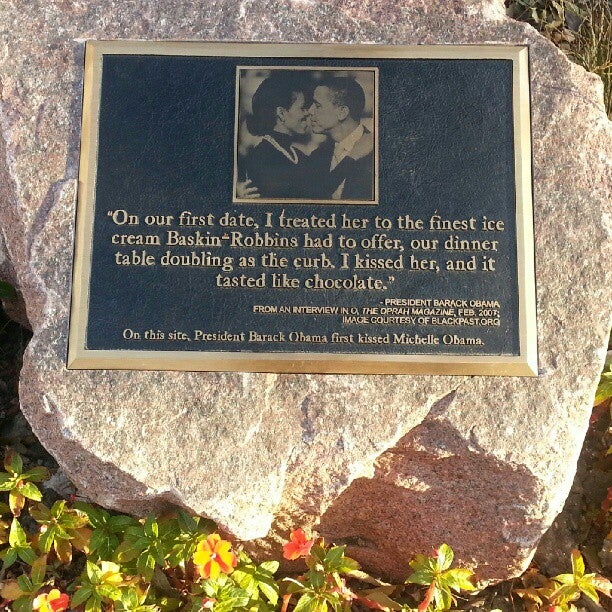 "On our first date, I treated her to the finest ice
cream Baskin-Robbins had to offer, our dinner
table doubling as the curb. I kissed her, and it
tasted like chocolate."
- PRESIDENT BARACK OBAMA
FROM AN INTERVIEW IN O, THE OPRAH MAGAZINE, FEB. 2007;
IMAGE COURTESY OF BLACKPAST.ORG
On this site, President Barack Obama first kissed Michelle Obama.